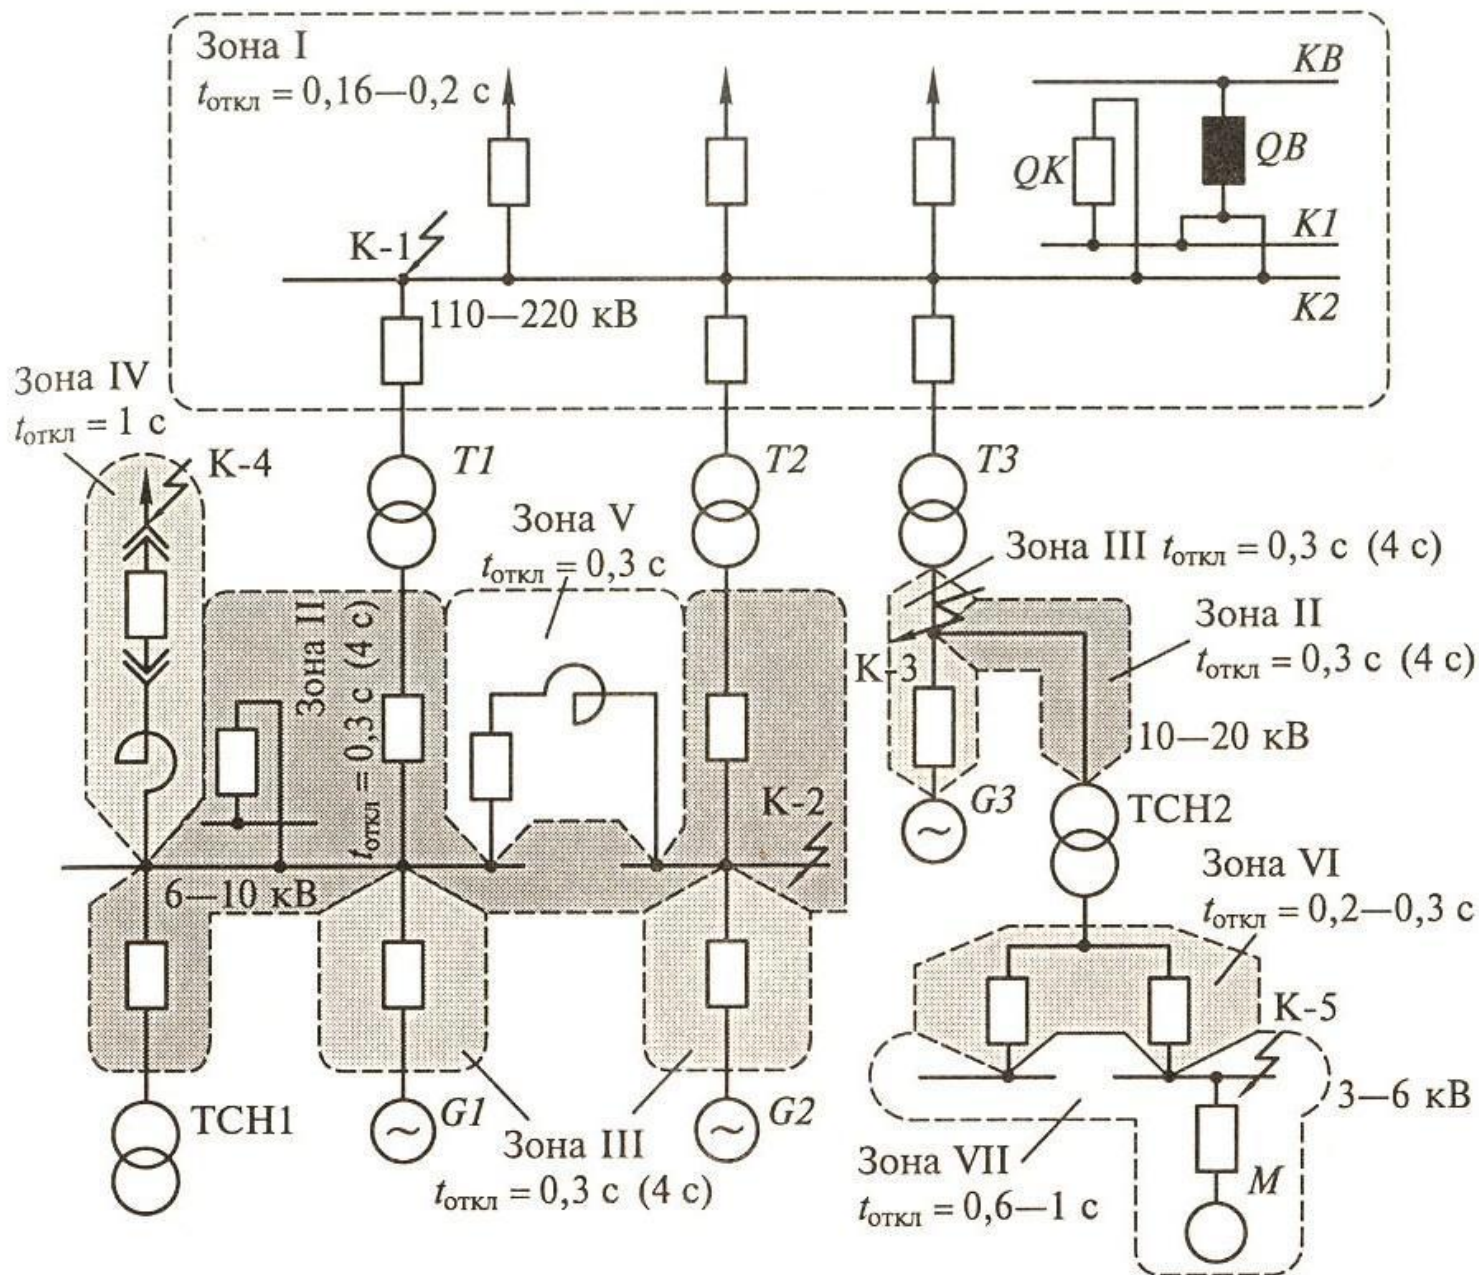 Зона I
tоткл = 0,16—0,2 с
KB
QB
QK
K1
K2
К-1
110—220 кВ
Зона IV
tоткл = 1 с
К-4
T1
T2
T3
Зона V
tоткл = 0,3 с
Зона III tоткл = 0,3 с (4 с)
Зона II
tоткл = 0,3 с (4 с)
Зона II
tоткл = 0,3 с (4 с)
К-3
10—20 кВ
К-2
G3
ТСН2
6—10 кВ
Зона VI
tоткл = 0,2—0,3 с
К-5
3—6 кВ
ТСН1
G1
G2
Зона III
tоткл = 0,3 с (4 с)
Зона VII
tоткл = 0,6—1 с
M